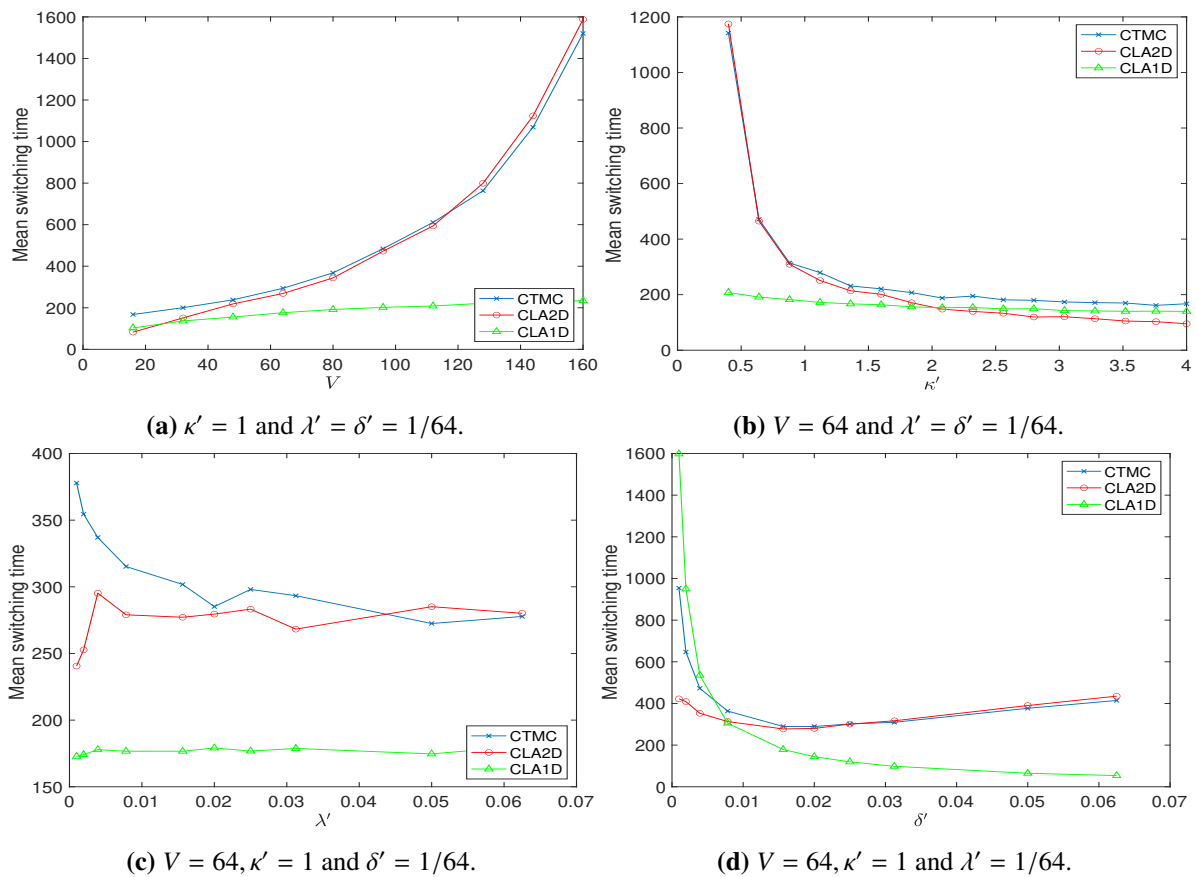 1600
1400
1200
1000
800
600
400
200
0
Mean switching time
0 20 40 60 80 100 120 140 160
V
CTMC
CLA2D
CLA1D
(a) κ′ = 1 and λ′ = δ′ = 1/64.
1200
1000
800
600
400
200
0
Mean switching time
0 0.5 1 1.5 2 2.5 3 3.5 4
κ′
CTMC
CLA2D
CLA1D
(b) V = 64 and λ′ = δ′ = 1/64.
400
350
300
250
200
150
Mean switching time
0 0.01 0.02 0.03 0.04 0.05 0.06 0.07
λ′
CTMC
CLA2D
CLA1D
(c) V = 64, κ′ = 1 and δ′ = 1/64.
1600
1400
1200
1000
800
600
400
200
0
Mean switching time
0 0.01 0.02 0.03 0.04 0.05 0.06 0.07
δ′
CTMC
CLA2D
CLA1D
(d) V = 64, κ′ = 1 and λ′ = 1/64.